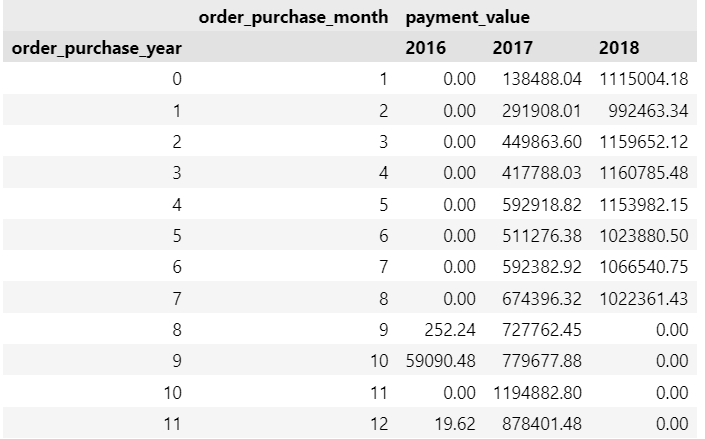 order_purchase_month payment_value
order_purchase_year 2016 2017 2018
0 1 0.00 138488.04 1115004.18
1 2 0.00 291908.01 992463.34
2 3 0.00 449863.60 1159652.12
3 4 0.00 417788.03 1160785.48
4 5 0.00 592918.82 1153982.15
5 6 0.00 511276.38 1023880.50
6 7 0.00 592382.92 1066540.75
7 8 0.00 674396.32 1022361.43
8 9 252.24 727762.45 0.00
9 10 59090.48 779677.88 0.00
10 11 0.00 1194882.80 0.00
11 12 19.62 878401.48 0.00